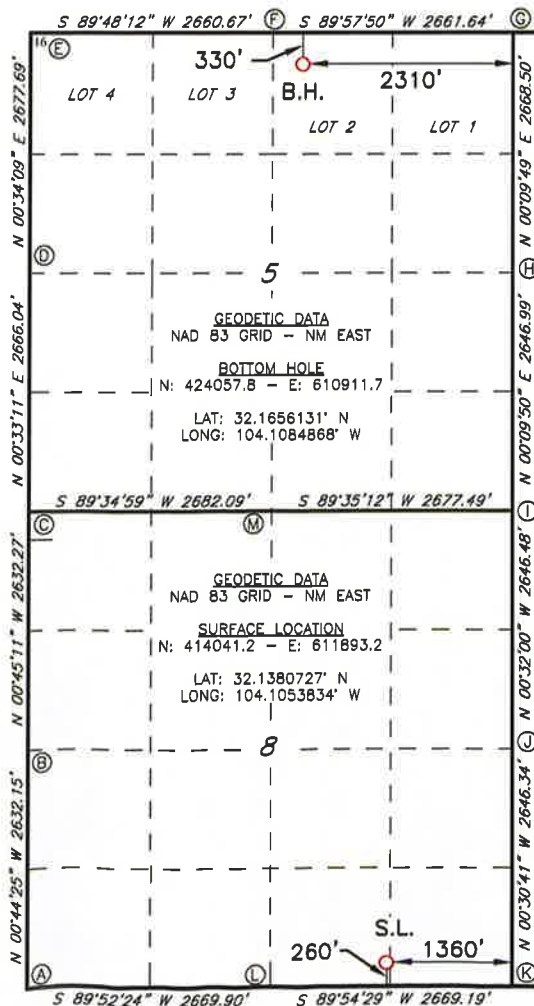 S 89°48'12" W 2660.67' F S 89°57'50" W 2661.64' G
16 E
330'
2310'
B.H.
LOT 4 LOT 3 LOT 2 LOT 1
N 00°34'09" E 2677.69'
N 00°09'49" E 2668.50'
D
5
H
GEODETIC DATA
NAD 83 GRID - NM EAST
BOTTOM HOLE
N: 424057.8 - E: 610911.7
LAT: 32.1656131° N
LONG: 104.1084868° W
N 00°33'11" E 2666.04'
N 00°09'50" E 2646.99'
S 89°34'59" W 2682.09' S 89°35'12" W 2677.49' I
C
M
GEODETIC DATA
NAD 83 GRID - NM EAST
SURFACE LOCATION
N: 414041.2 - E: 611893.2
LAT: 32.1380727° N
LONG: 104.1053834° W
N 00°45'11" W 2632.27'
N 00°32'00" W 2646.48'
8
J
B
N 00°44'25" W 2632.15'
N 00°30'41" W 2646.34'
S.L.
260'
1360'
A
L
K
S 89°52'24" W 2669.90' S 89°54'29" W 2669.19'